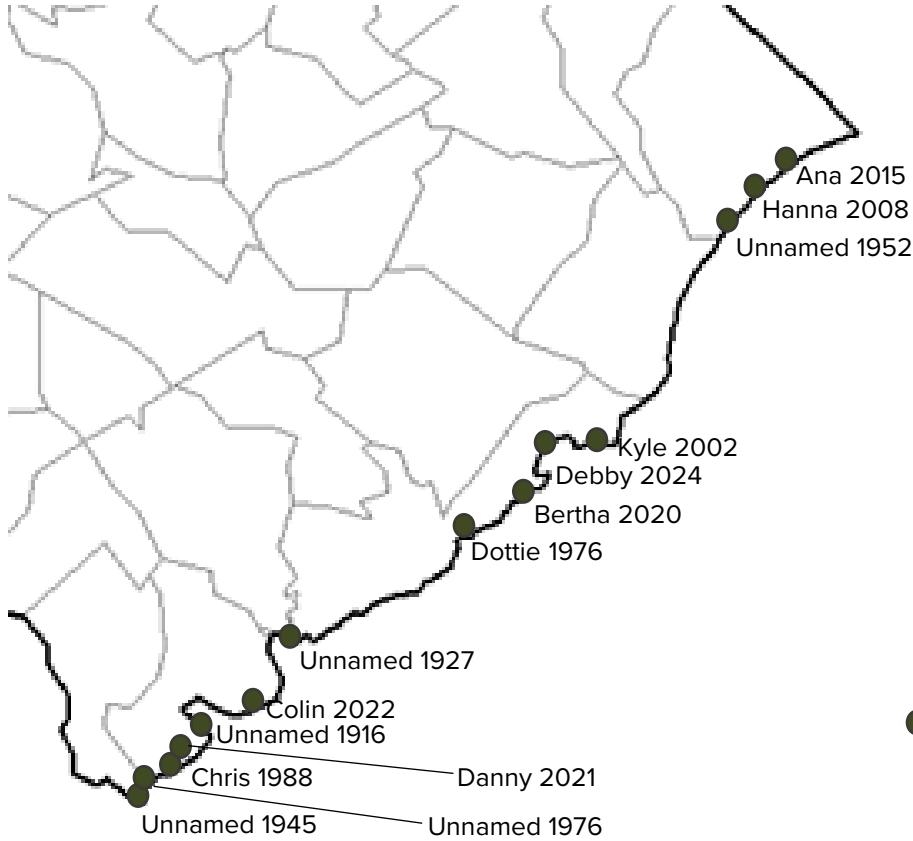 Ana 2015
Hanna 2008
Unnamed 1952
Kyle 2002
Debby 2024
Bertha 2020
Dottie 1976
Unnamed 1927
Colin 2022
Unnamed 1916
Chris 1988
Danny 2021
Unnamed 1976
Unnamed 1945